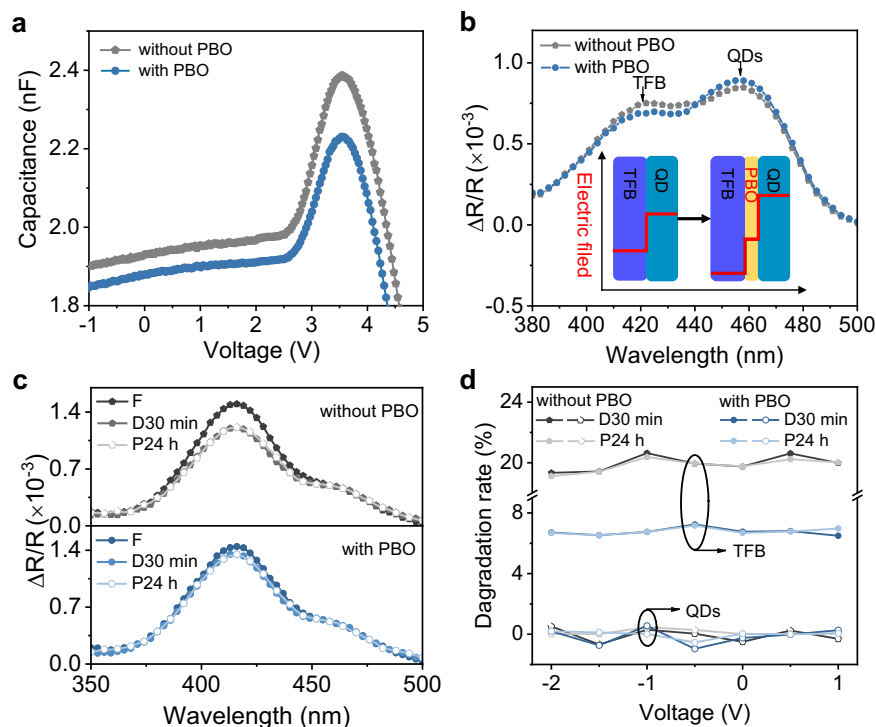 a
without PBO
with PBO
Capacitance (nF)
2.4
2.2
2.0
1.8
-1 0 1 2 3 4 5
Voltage (V)
b
without PBO
with PBO
TFB
QDs
ΔR/R (×10-3)
1.0
0.5
0.0
-0.5
Electric filed
TFB
QD
TFB
PBO
QD
380 400 420 440 460 480 500
Wavelength (nm)
c
F
D30 min
P24 h
without PBO
1.4
0.7
0.0
F
D30 min
P24 h
with PBO
1.4
0.7
0.0
ΔR/R (×10-3)
350 400 450 500
Wavelength (nm)
d
without PBO with PBO
D30 min D30 min
P24 h P24 h
Dagradation rate (%)
20
8
4
0
TFB
QDs
-2 -1 0 1
Voltage (V)